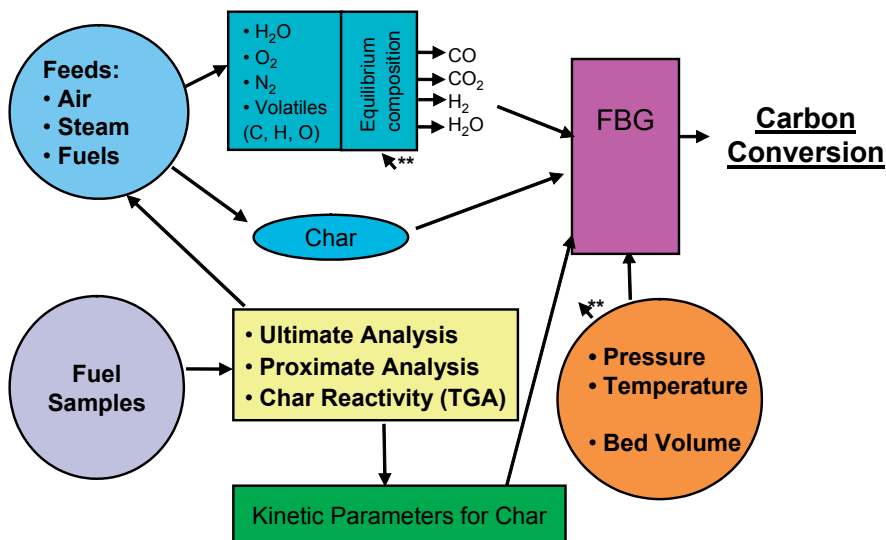 Feeds:
• Air
• Steam
• Fuels
• H₂O
• O₂
• N₂
• Volatiles
(C, H, O)
Equilibrium
composition
CO
CO₂
H₂
H₂O
**
FBG
Carbon
Conversion
Char
Fuel
Samples
• Ultimate Analysis
• Proximate Analysis
• Char Reactivity (TGA)
**
• Pressure
• Temperature
• Bed Volume
Kinetic Parameters for Char